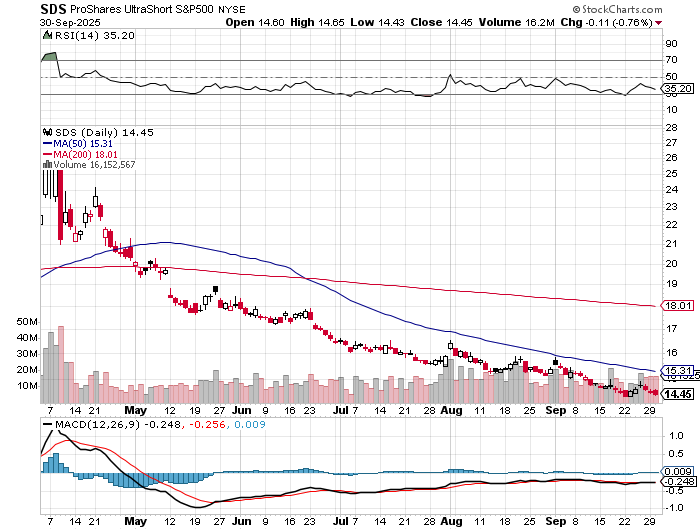 SDS ProShares UltraShort S&P500 NYSE © StockCharts.com
30-Sep-2025 Open 14.60 High 14.65 Low 14.43 Close 14.45 Volume 16.2M Chg -0.11 (-0.76%)
RSI(14) 35.20
90
70
50
35.20
30
10
SDS (Daily) 14.45
MA(50) 15.31
MA(200) 18.01
Volume 16,152,567
28
27
26
25
24
23
22
21
20
19
18.01
17
16
15.31
14.45
50M
40M
30M
20M
10M
7 14 21 May 12 19 27 Jun 9 16 23 Jul 7 14 21 28 Aug 11 18 25 Sep 8 15 22 29
MACD(12,26,9) -0.248, -0.256, 0.009
1.0
0.5
0.009
-0.248
-0.5
-1.0
7 14 21 May 12 19 27 Jun 9 16 23 Jul 7 14 21 28 Aug 11 18 25 Sep 8 15 22 29